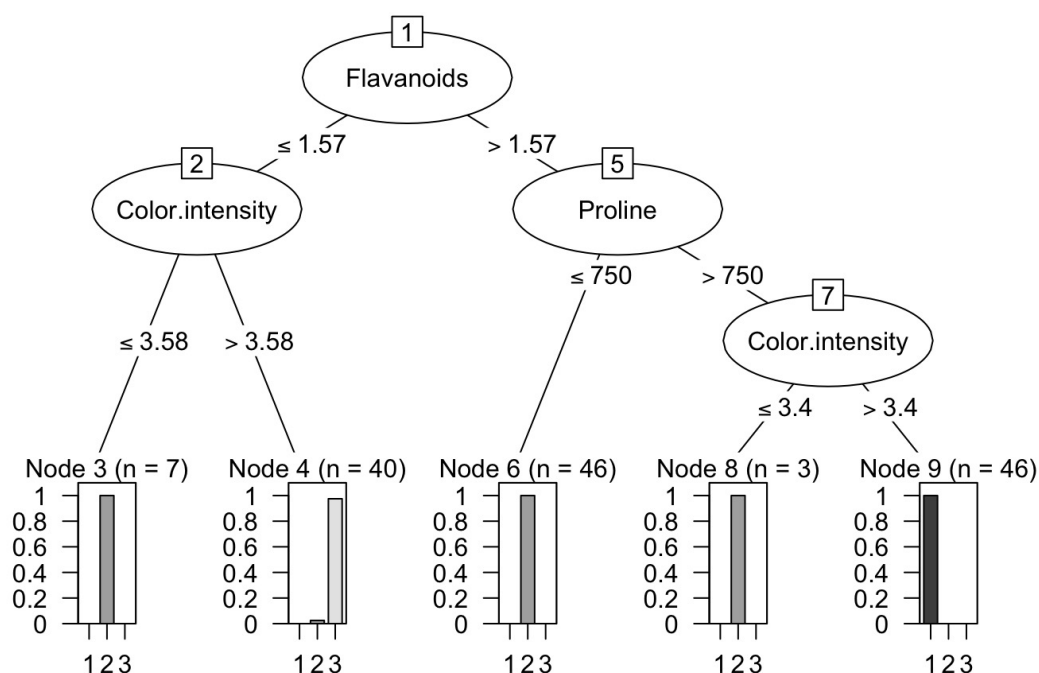 1
Flavanoids
≤ 1.57 > 1.57
2 5
Color.intensity Proline
≤ 750 > 750
7
≤ 3.58 > 3.58 Color.intensity
≤ 3.4 > 3.4
Node 3 (n = 7) Node 4 (n = 40) Node 6 (n = 46) Node 8 (n = 3) Node 9 (n = 46)
1 1 1 1 1
0.8 0.8 0.8 0.8 0.8
0.6 0.6 0.6 0.6 0.6
0.4 0.4 0.4 0.4 0.4
0.2 0.2 0.2 0.2 0.2
0 0 0 0 0
123 123 123 123 123